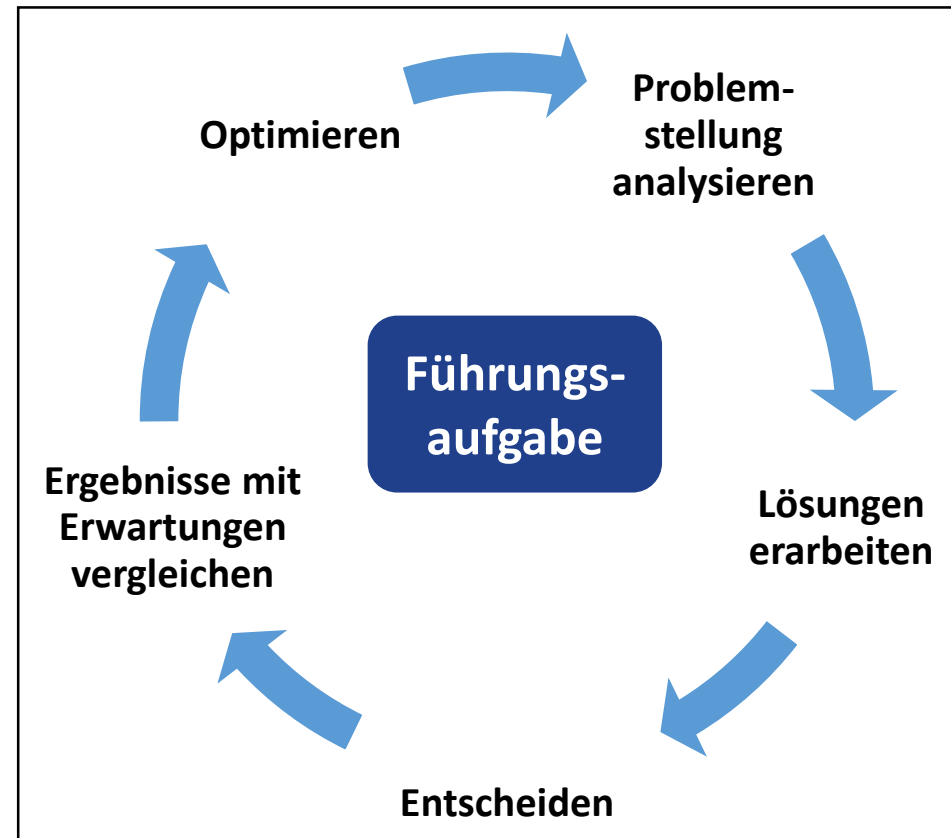 Optimieren
Problem-
stellung
analysieren
Führungs-
aufgabe
Ergebnisse mit
Erwartungen
vergleichen
Lösungen
erarbeiten
Entscheiden